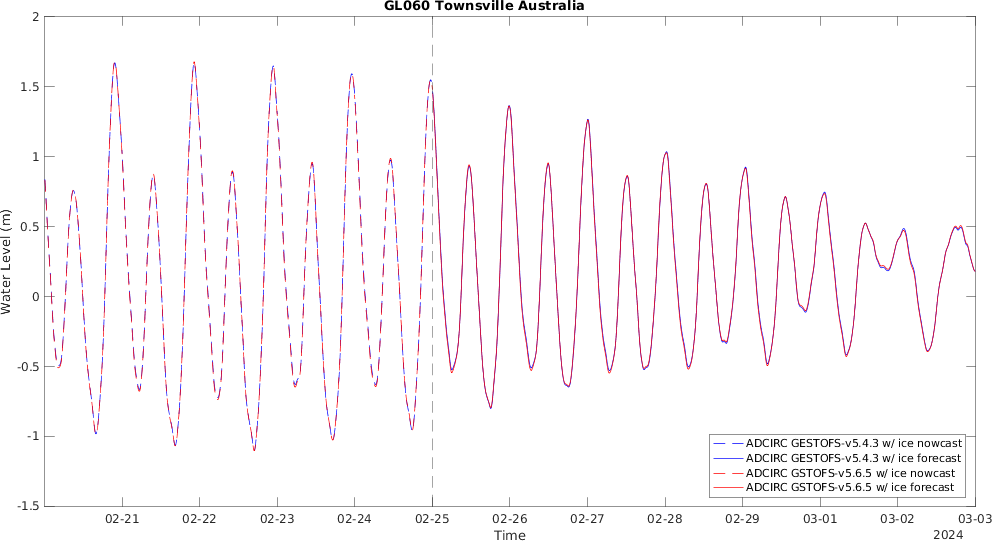 GL060 Townsville Australia
2
1.5
1
0.5
0
-0.5
-1
-1.5
Water Level (m)
02-21 02-22 02-23 02-24 02-25 02-26 02-27 02-28 02-29 03-01 03-02 03-03
Time
2024
ADCIRC GESTOFS-v5.4.3 w/ ice nowcast
ADCIRC GESTOFS-v5.4.3 w/ ice forecast
ADCIRC GSTOFS-v5.6.5 w/ ice nowcast
ADCIRC GSTOFS-v5.6.5 w/ ice forecast